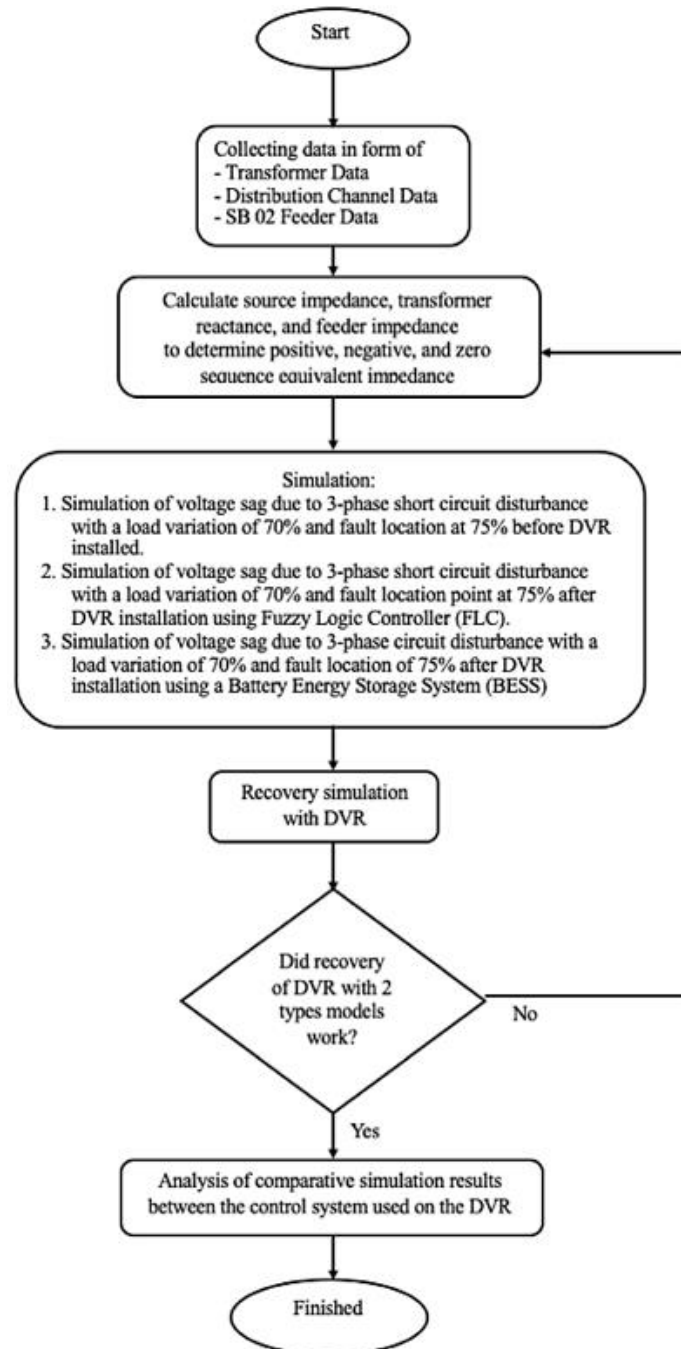 Start
Collecting data in form of
- Transformer Data
- Distribution Channel Data
- SB 02 Feeder Data
Calculate source impedance, transformer
reactance, and feeder impedance
to determine positive, negative, and zero
sequence equivalent impedance
Simulation:
1. Simulation of voltage sag due to 3-phase short circuit disturbance
with a load variation of 70% and fault location at 75% before DVR
installed.
2. Simulation of voltage sag due to 3-phase short circuit disturbance
with a load variation of 70% and fault location point at 75% after
DVR installation using Fuzzy Logic Controller (FLC).
3. Simulation of voltage sag due to 3-phase circuit disturbance with a
load variation of 70% and fault location of 75% after DVR
installation using a Battery Energy Storage System (BESS)
Recovery simulation
with DVR
Did recovery
of DVR with 2
types models
work?
No
Yes
Analysis of comparative simulation results
between the control system used on the DVR
Finished